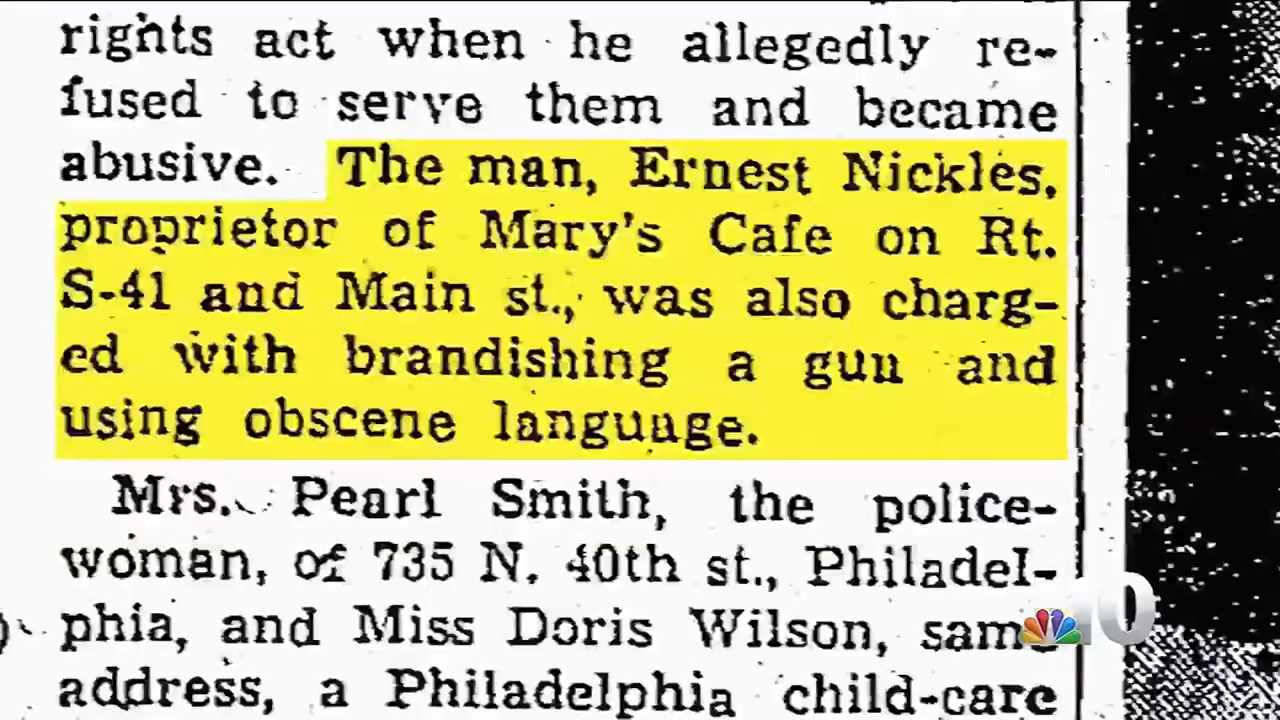 rights act when he allegedly re-
fused to serve them and became
abusive. The man, Ernest Nickles,
proprietor of Mary's Cafe on Rt.
S-41 and Main st., was also charg-
ed with brandishing a gun and
using obscene language.
Mrs. Pearl Smith, the police-
woman, of 735 N. 40th st., Philadel-
phia, and Miss Doris Wilson, same
address, a Philadelphia child-care
10